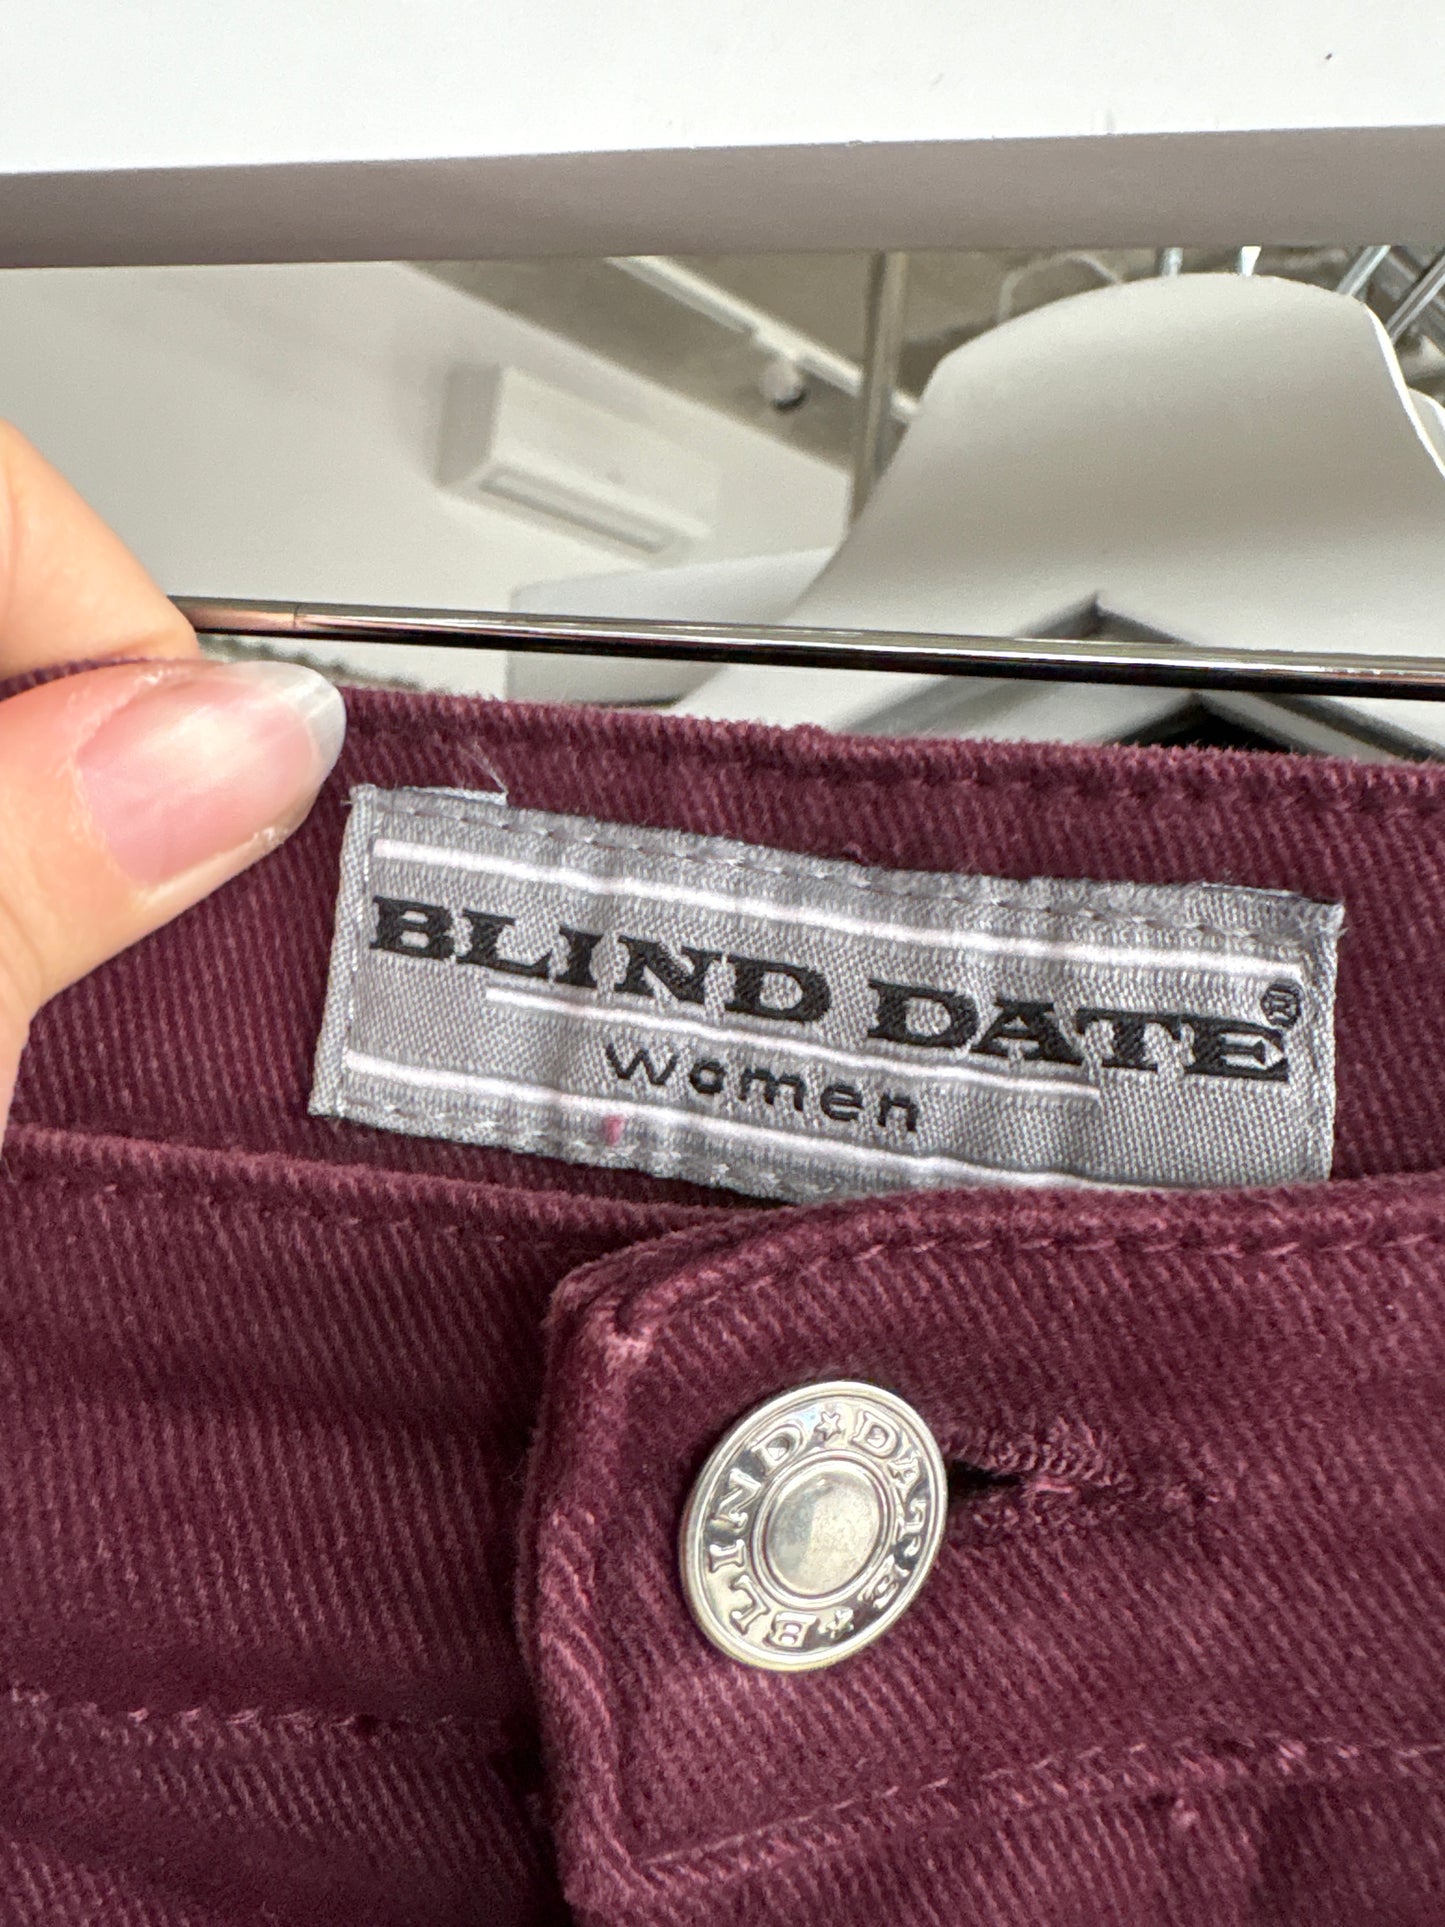 BLIND DATE®
women
BLIND ★ DATE ★